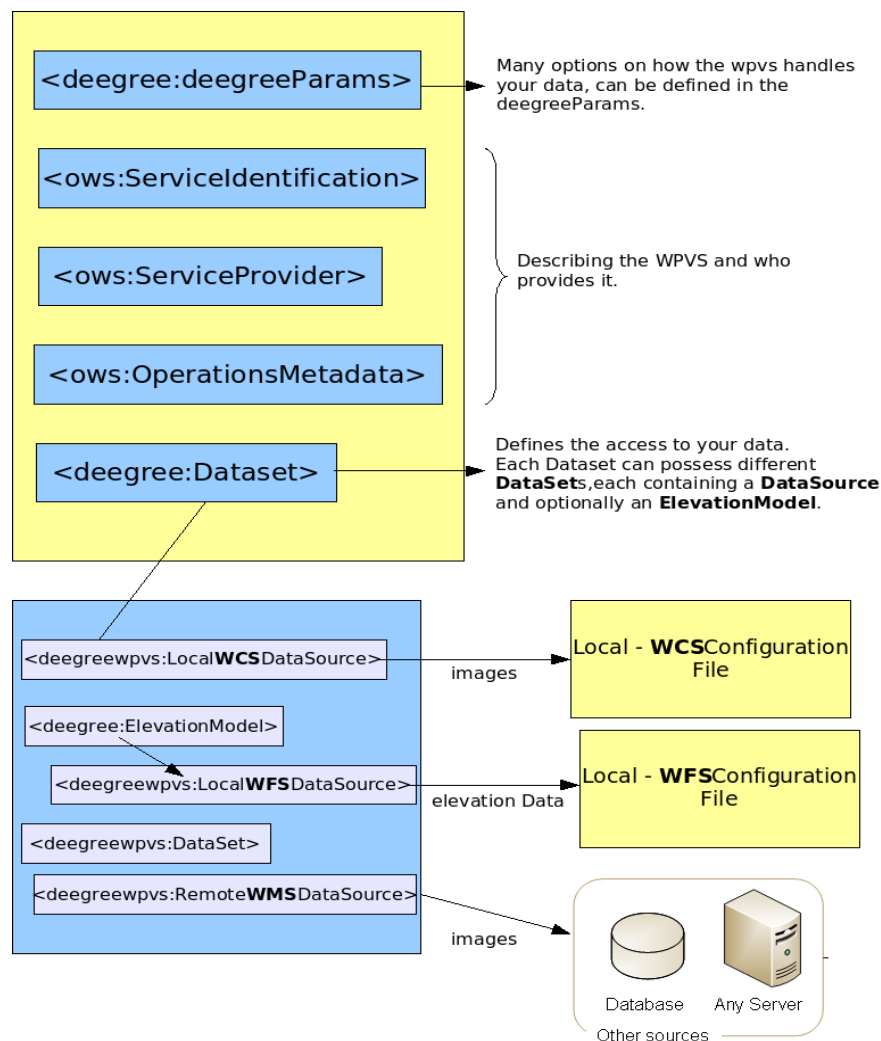 <deegree:deegreeParams>
Many options on how the wpvs handles
your data, can be defined in the
deegreeParams.
<ows:ServiceIdentification>
<ows:ServiceProvider>
Describing the WPVS and who
provides it.
<ows:OperationsMetadata>
<deegree:Dataset>
Defines the access to your data.
Each Dataset can possess different
DataSets,each containing a DataSource
and optionally an ElevationModel.
<deegreewpvs:LocalWCSDataSource>
images
Local - WCSConfiguration
File
<deegree:ElevationModel>
<deegreewpvs:LocalWFSDataSource>
elevation Data
Local - WFSConfiguration
File
<deegreewpvs:DataSet>
<deegreewpvs:RemoteWMSDataSource>
images
Database
Any Server
Other sources